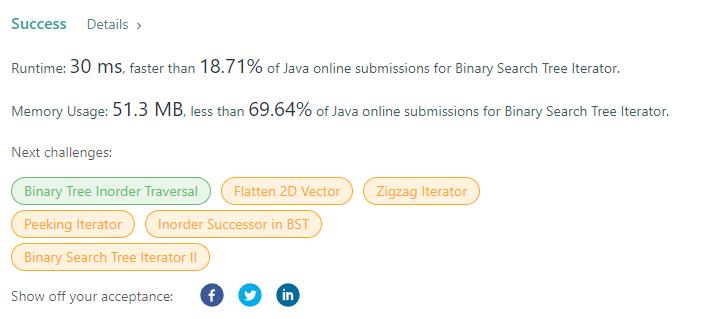 Success Details >
Runtime: 30 ms, faster than 18.71% of Java online submissions for Binary Search Tree Iterator.
Memory Usage: 51.3 MB, less than 69.64% of Java online submissions for Binary Search Tree Iterator.
Next challenges:
Binary Tree Inorder Traversal Flatten 2D Vector Zigzag Iterator
Peeking Iterator Inorder Successor in BST
Binary Search Tree Iterator II
Show off your acceptance: f in